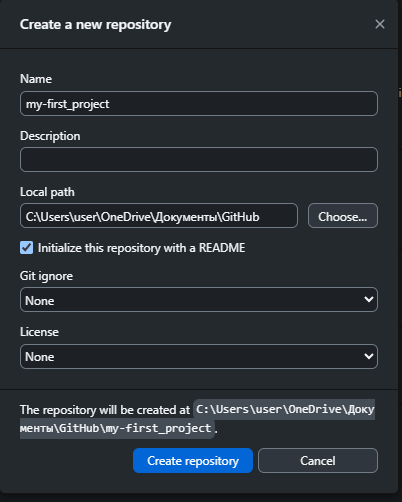 Create a new repository
Name
my-first_project
Description
Local path
C:\Users\user\OneDrive\Документы\GitHub
Choose...
Initialize this repository with a README
Git ignore
None
License
None
The repository will be created at C:\Users\user\OneDrive\Доку
менты\GitHub\my-first_project.
Create repository
Cancel